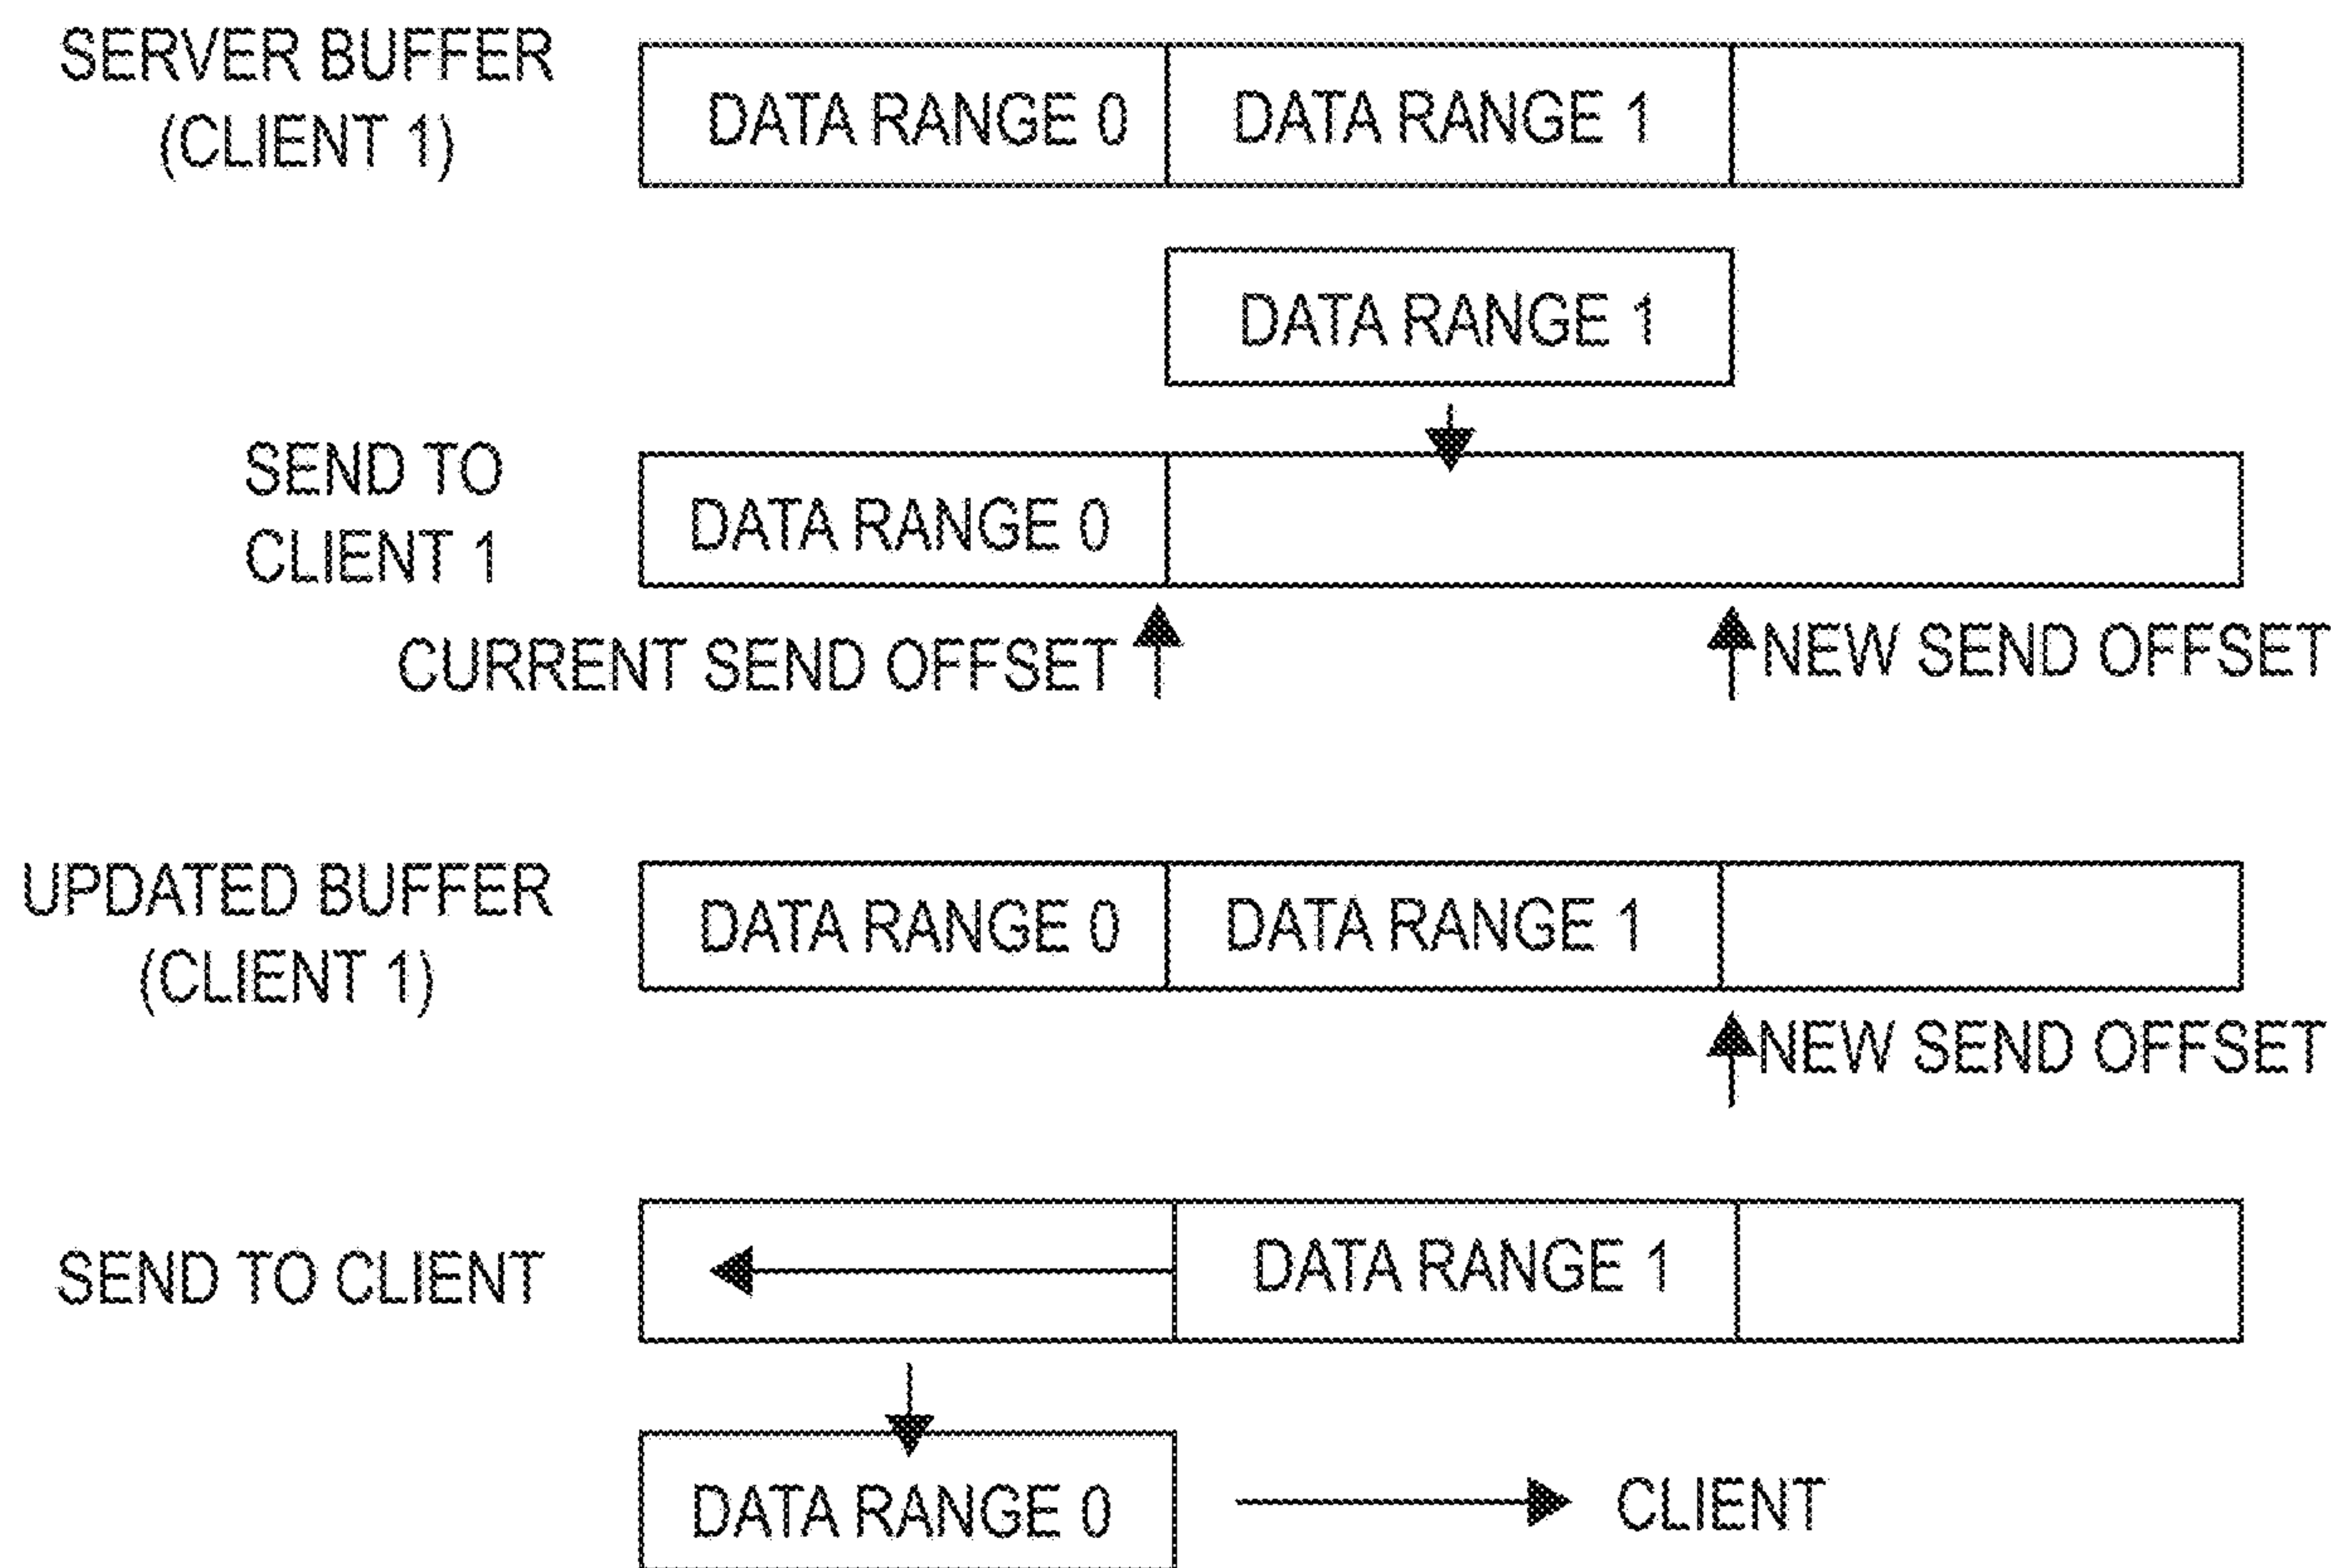 SERVER BUFFER
(CLIENT 1)
DATA RANGE 0
DATA RANGE 1
DATA RANGE 1
SEND TO
CLIENT 1
DATA RANGE 0
CURRENT SEND OFFSET
NEW SEND OFFSET
UPDATED BUFFER
(CLIENT 1)
DATA RANGE 0
DATA RANGE 1
NEW SEND OFFSET
SEND TO CLIENT
DATA RANGE 1
DATA RANGE 0
CLIENT